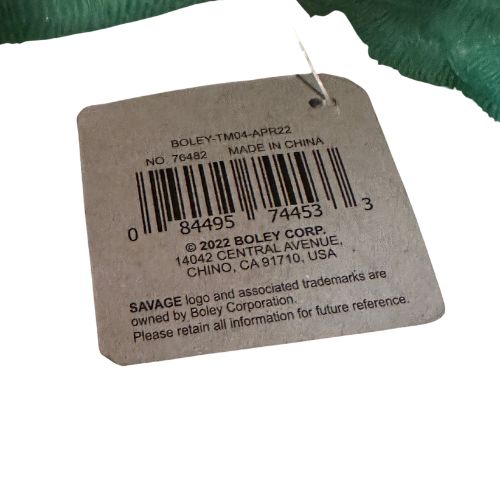 BOLEY-TM04-APR22
NO. 76482 MADE IN CHINA
0 84495 74453 3
© 2022 BOLEY CORP.
14042 CENTRAL AVENUE,
CHINO, CA 91710, USA
SAVAGE logo and associated trademarks are
owned by Boley Corporation.
Please retain all information for future reference.